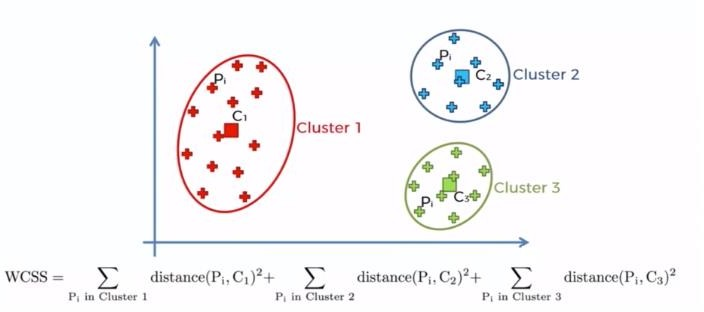 Pᵢ
C₁
Cluster 1
Pᵢ
C₂
Cluster 2
Pᵢ
C₃
Cluster 3
WCSS = ∑ distance(Pᵢ, C₁)² + ∑ distance(Pᵢ, C₂)² + ∑ distance(Pᵢ, C₃)²
Pᵢ in Cluster 1 Pᵢ in Cluster 2 Pᵢ in Cluster 3